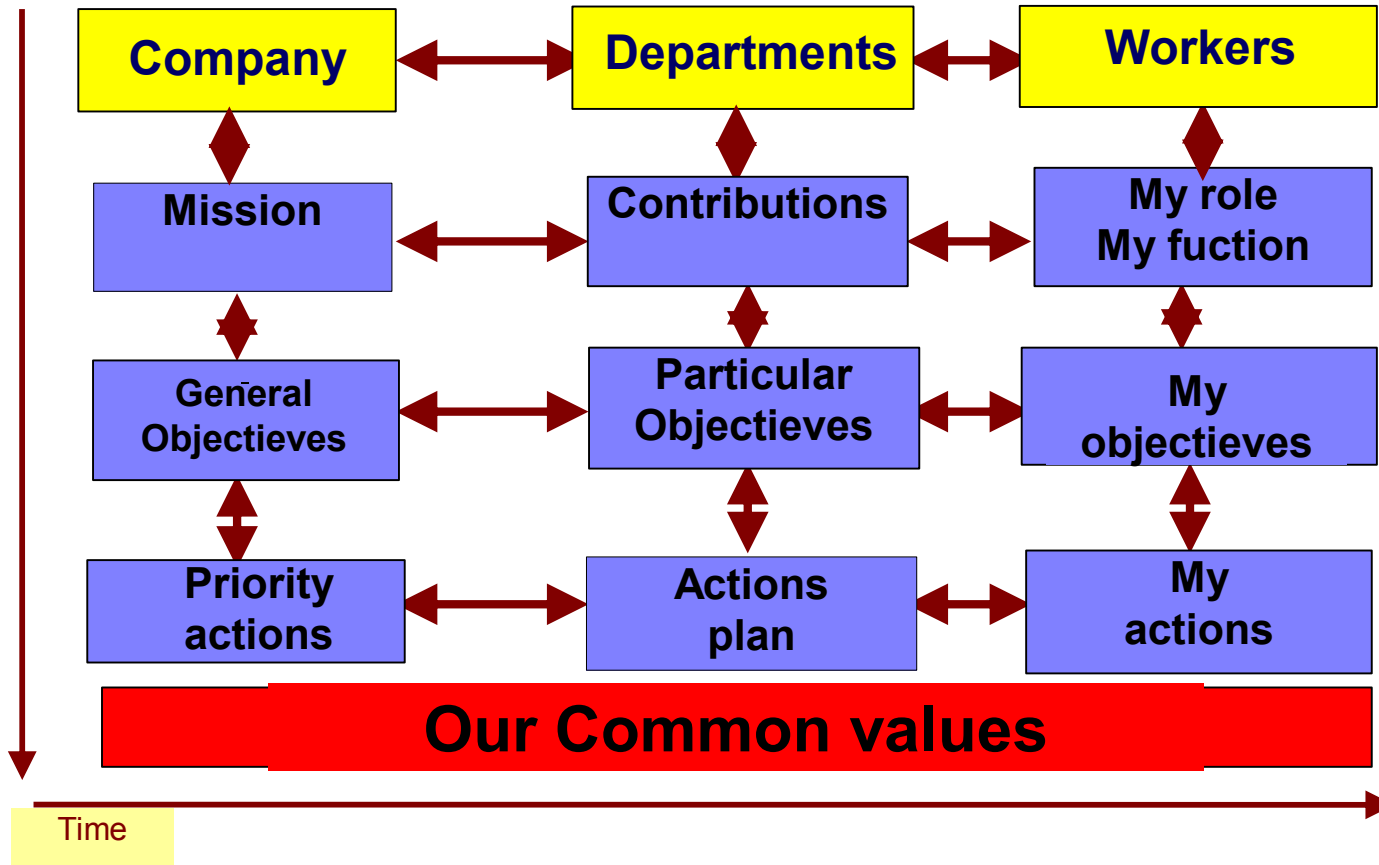 Company
Departments
Workers
Mission
Contributions
My role
My fuction
General
Objectieves
Particular
Objectieves
My
objectieves
Priority
actions
Actions
plan
My
actions
Our Common values
Time